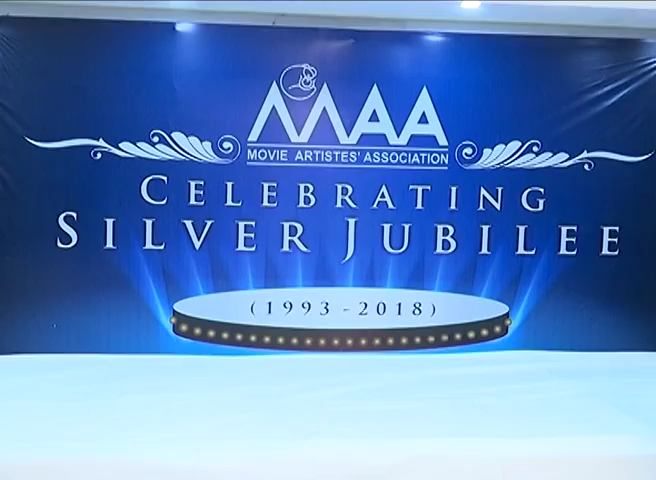 MAA
MOVIE ARTISTES' ASSOCIATION
CELEBRATING
SILVER JUBILEE
(1993 - 2018)